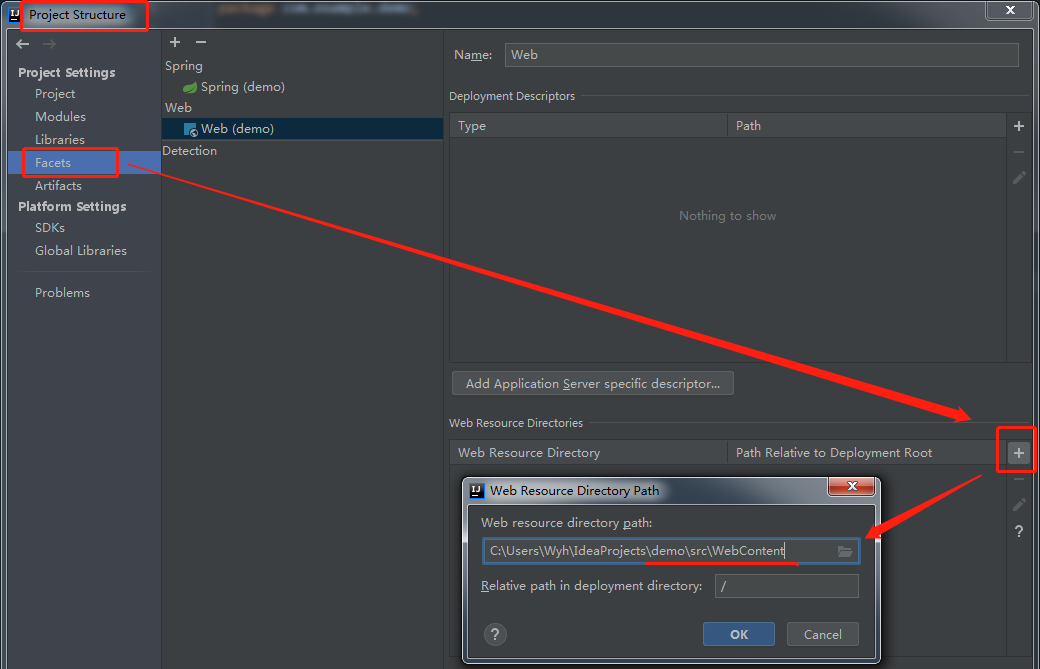 Project Structure
Project Settings
Project
Modules
Libraries
Facets
Artifacts
Platform Settings
SDKs
Global Libraries
Problems
Spring
Spring (demo)
Web
Web (demo)
Detection
Name: Web
Deployment Descriptors
Type Path
Nothing to show
Add Application Server specific descriptor...
Web Resource Directories
Web Resource Directory Path Relative to Deployment Root
Web Resource Directory Path
Web resource directory path:
C:\Users\Wyh\IdeaProjects\demo\src\WebContent
Relative path in deployment directory: /
? OK Cancel
?